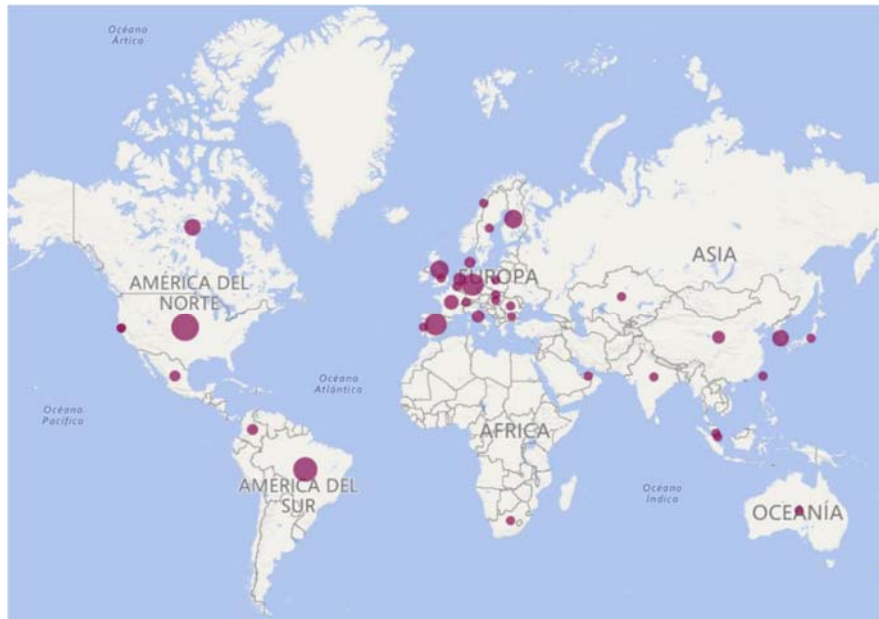 Océano
Ártico
ASIA
EUROPA
AMÉRICA DEL
NORTE
Océano
Atlántico
Océano
Pacífico
ÁFRICA
AMÉRICA DEL
SUR
Océano
Índico
OCEANÍA